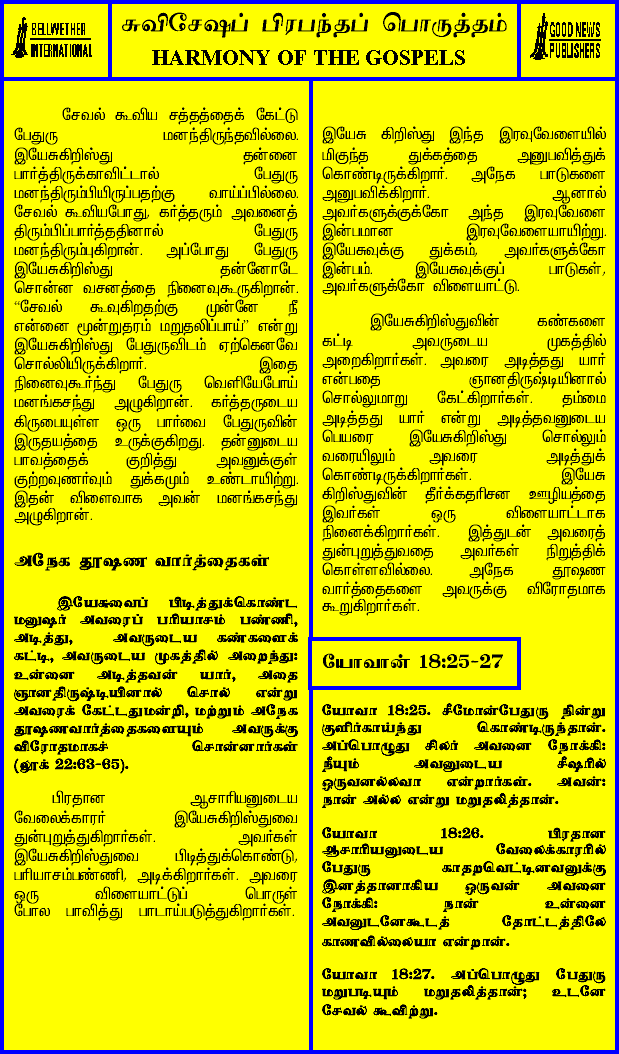 BELLWETHER
INTERNATIONAL
சுவிசேஷப் பிரபந்தப் பொருத்தம்
HARMONY OF THE GOSPELS
GOOD NEWS
PUBLISHERS
சேவல் கூவிய சத்தத்தைக் கேட்டு
பேதுரு மனந்திருந்தவில்லை.
இயேசுகிறிஸ்து தன்னை
பார்த்திருக்காவிட்டால் பேதுரு
மனந்திரும்பியிருப்பதற்கு வாய்ப்பில்லை.
சேவல் கூவியபோது, கர்த்தரும் அவனைத்
திரும்பிப்பார்த்ததினால் பேதுரு
மனந்திரும்புகிறான். அப்போது பேதுரு
இயேசுகிறிஸ்து தன்னோடே
சொன்ன வசனத்தை நினைவுகூருகிறான்.
“சேவல் கூவுகிறதற்கு முன்னே நீ
என்னை மூன்றுதரம் மறுதலிப்பாய்” என்று
இயேசுகிறிஸ்து பேதுருவிடம் ஏற்கெனவே
சொல்லியிருக்கிறார். இதை
நினைவுகூர்ந்து பேதுரு வெளியேபோய்
மனங்கசந்து அழுகிறான். கர்த்தருடைய
கிருபையுள்ள ஒரு பார்வை பேதுருவின்
இருதயத்தை உருக்குகிறது. தன்னுடைய
பாவத்தைக் குறித்து அவனுக்குள்
குற்றவுணர்வும் துக்கமும் உண்டாயிற்று.
இதன் விளைவாக அவன் மனங்கசந்து
அழுகிறான்.
அநேக தூஷண வார்த்தைகள்
இயேசுவைப் பிடித்துக்கொண்ட
மனுஷர் அவரைப் பரியாசம் பண்ணி,
அடித்து, அவருடைய கண்களைக்
கட்டி, அவருடைய முகத்தில் அறைந்து:
உன்னை அடித்தவன் யார், அதை
ஞானதிருஷ்டியினால் சொல் என்று
அவரைக் கேட்டதுமன்றி, மற்றும் அநேக
தூஷணவார்த்தைகளையும் அவருக்கு
விரோதமாகச் சொன்னார்கள்
(லூக் 22:63-65).
பிரதான ஆசாரியனுடைய
வேலைக்காரர் இயேசுகிறிஸ்துவை
துன்புறுத்துகிறார்கள். அவர்கள்
இயேசுகிறிஸ்துவை பிடித்துக்கொண்டு,
பரியாசம்பண்ணி, அடிக்கிறார்கள். அவரை
ஒரு விளையாட்டுப் பொருள்
போல பாவித்து பாடாய்படுத்துகிறார்கள்.
இயேசு கிறிஸ்து இந்த இரவுவேளையில்
மிகுந்த துக்கத்தை அனுபவித்துக்
கொண்டிருக்கிறார். அநேக பாடுகளை
அனுபவிக்கிறார். ஆனால்
அவர்களுக்குக்கோ அந்த இரவுவேளை
இன்பமான இரவுவேளையாயிற்று.
இயேசுவுக்கு துக்கம், அவர்களுக்கோ
இன்பம். இயேசுவுக்குப் பாடுகள்,
அவர்களுக்கோ விளையாட்டு.
இயேசுகிறிஸ்துவின் கண்களை
கட்டி அவருடைய முகத்தில்
அறைகிறார்கள். அவரை அடித்தது யார்
என்பதை ஞானதிருஷ்டியினால்
சொல்லுமாறு கேட்கிறார்கள். தம்மை
அடித்தது யார் என்று அடித்தவனுடைய
பெயரை இயேசுகிறிஸ்து சொல்லும்
வரையிலும் அவரை அடித்துக்
கொண்டிருக்கிறார்கள். இயேசு
கிறிஸ்துவின் தீர்க்கதரிசன ஊழியத்தை
இவர்கள் ஒரு விளையாட்டாக
நினைக்கிறார்கள். இத்துடன் அவரைத்
துன்புறுத்துவதை அவர்கள் நிறுத்திக்
கொள்ளவில்லை. அநேக தூஷண
வார்த்தைகளை அவருக்கு விரோதமாக
கூறுகிறார்கள்.
யோவான் 18:25-27
யோவா 18:25. சீமோன்பேதுரு நின்று
குளிர்காய்ந்து கொண்டிருந்தான்.
அப்பொழுது சிலர் அவனை நோக்கி:
நீயும் அவனுடைய சீஷரில்
ஒருவனல்லவா என்றார்கள். அவன்:
நான் அல்ல என்று மறுதலித்தான்.
யோவா 18:26. பிரதான
ஆசாரியனுடைய வேலைக்காரரில்
பேதுரு காதறவெட்டினவனுக்கு
இனத்தானாகிய ஒருவன் அவனை
நோக்கி: நான் உன்னை
அவனுடனேகூடத் தோட்டத்திலே
காணவில்லையா என்றான்.
யோவா 18:27. அப்பொழுது பேதுரு
மறுபடியும் மறுதலித்தான்; உடனே
சேவல் கூவிற்று.